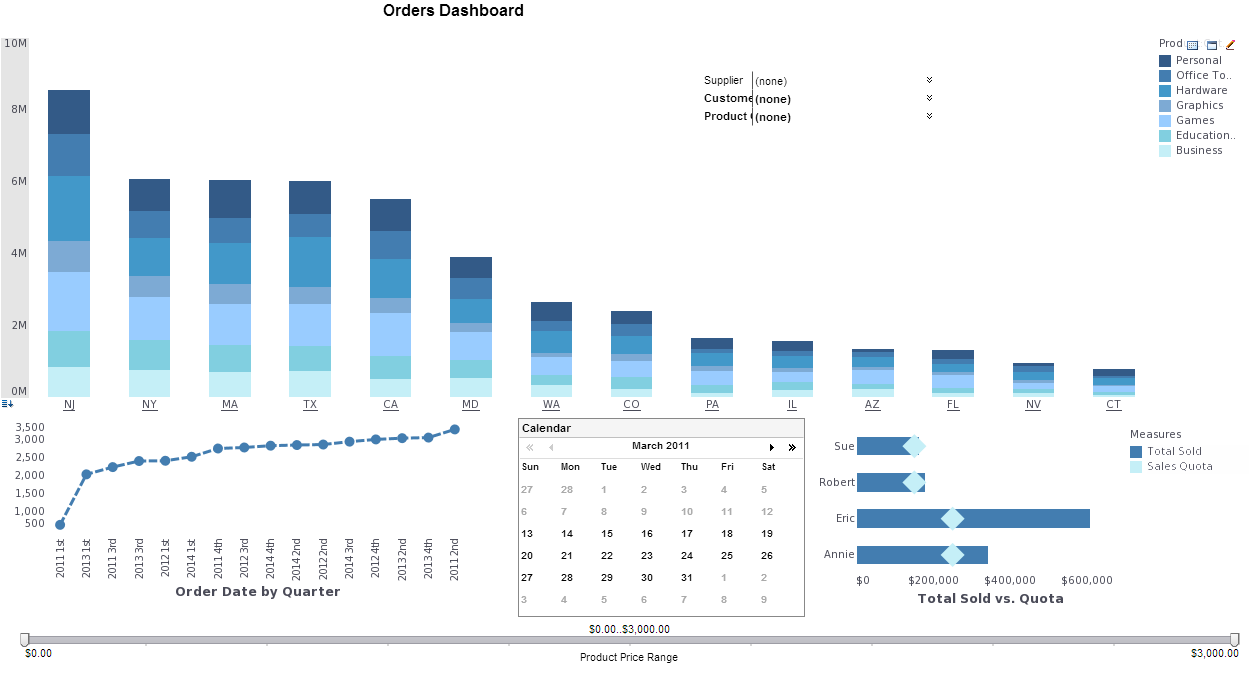 Orders Dashboard
10M
8M
6M
4M
2M
0M
NJ NY MA TX CA MD WA CO PA IL AZ FL NV CT
Supplier (none)
Custome (none)
Product (none)
Prod
Personal
Office To..
Hardware
Graphics
Games
Education..
Business
3,500
3,000
2,500
2,000
1,500
1,000
500
2011 1st 2013 1st 2011 3rd 2013 3rd 2012 1st 2014 1st 2011 4th 2012 3rd 2014 4th 2012 2nd 2014 2nd 2014 3rd 2012 4th 2013 2nd 2013 4th 2011 2nd
Order Date by Quarter
Calendar
« March 2011 »
Sun Mon Tue Wed Thu Fri Sat
27 28 1 2 3 4 5
6 7 8 9 10 11 12
13 14 15 16 17 18 19
20 21 22 23 24 25 26
27 28 29 30 31 1 2
3 4 5 6 7 8 9
Sue
Robert
Eric
Annie
$0 $200,000 $400,000 $600,000
Total Sold vs. Quota
Measures
Total Sold
Sales Quota
$0.00..$3,000.00
$0.00 $3,000.00
Product Price Range